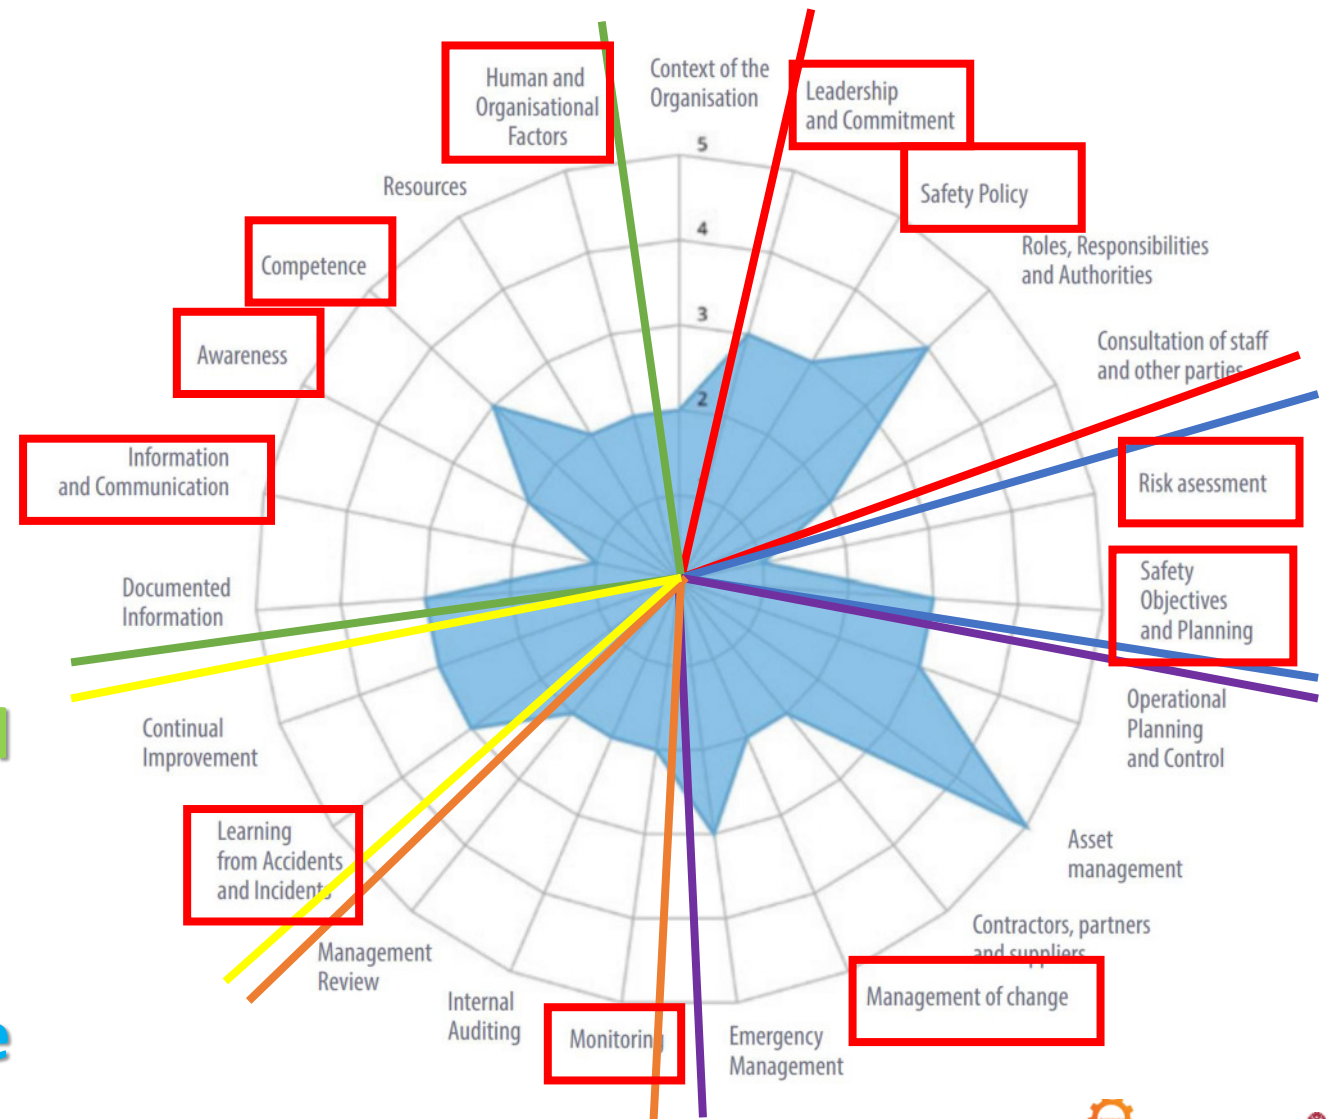 Context of the
Organisation
Leadership
and Commitment
Safety Policy
Roles, Responsibilities
and Authorities
Consultation of staff
and other parties
Risk asessment
Safety
Objectives
and Planning
Operational
Planning
and Control
Asset
management
Contractors, partners
and suppliers
Management of change
Emergency
Management
Monitoring
Internal
Auditing
Management
Review
Learning
from Accidents
and Incidents
Continual
Improvement
Documented
Information
Information
and Communication
Awareness
Competence
Resources
Human and
Organisational
Factors
5
4
3
2
e